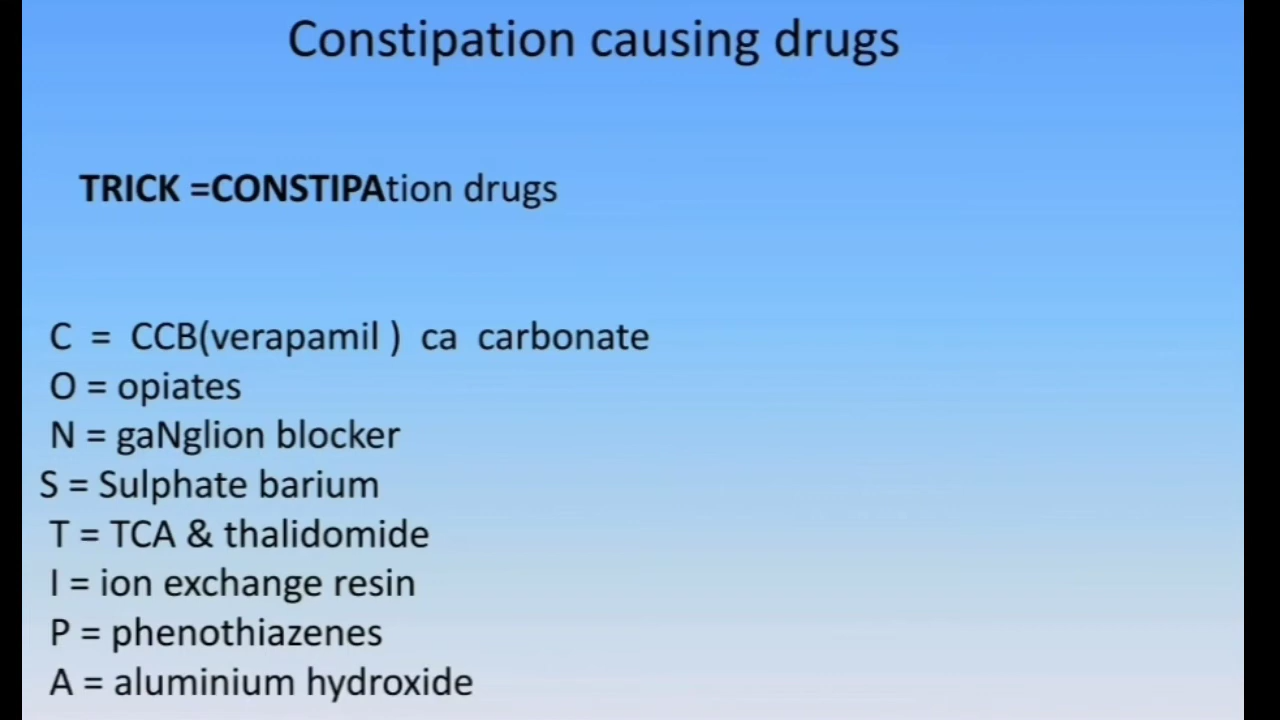 Constipation causing drugs
TRICK =CONSTIPAtion drugs
C = CCB(verapamil ) ca carbonate
O = opiates
N = gaNglion blocker
S = Sulphate barium
T = TCA & thalidomide
I = ion exchange resin
P = phenothiazenes
A = aluminium hydroxide